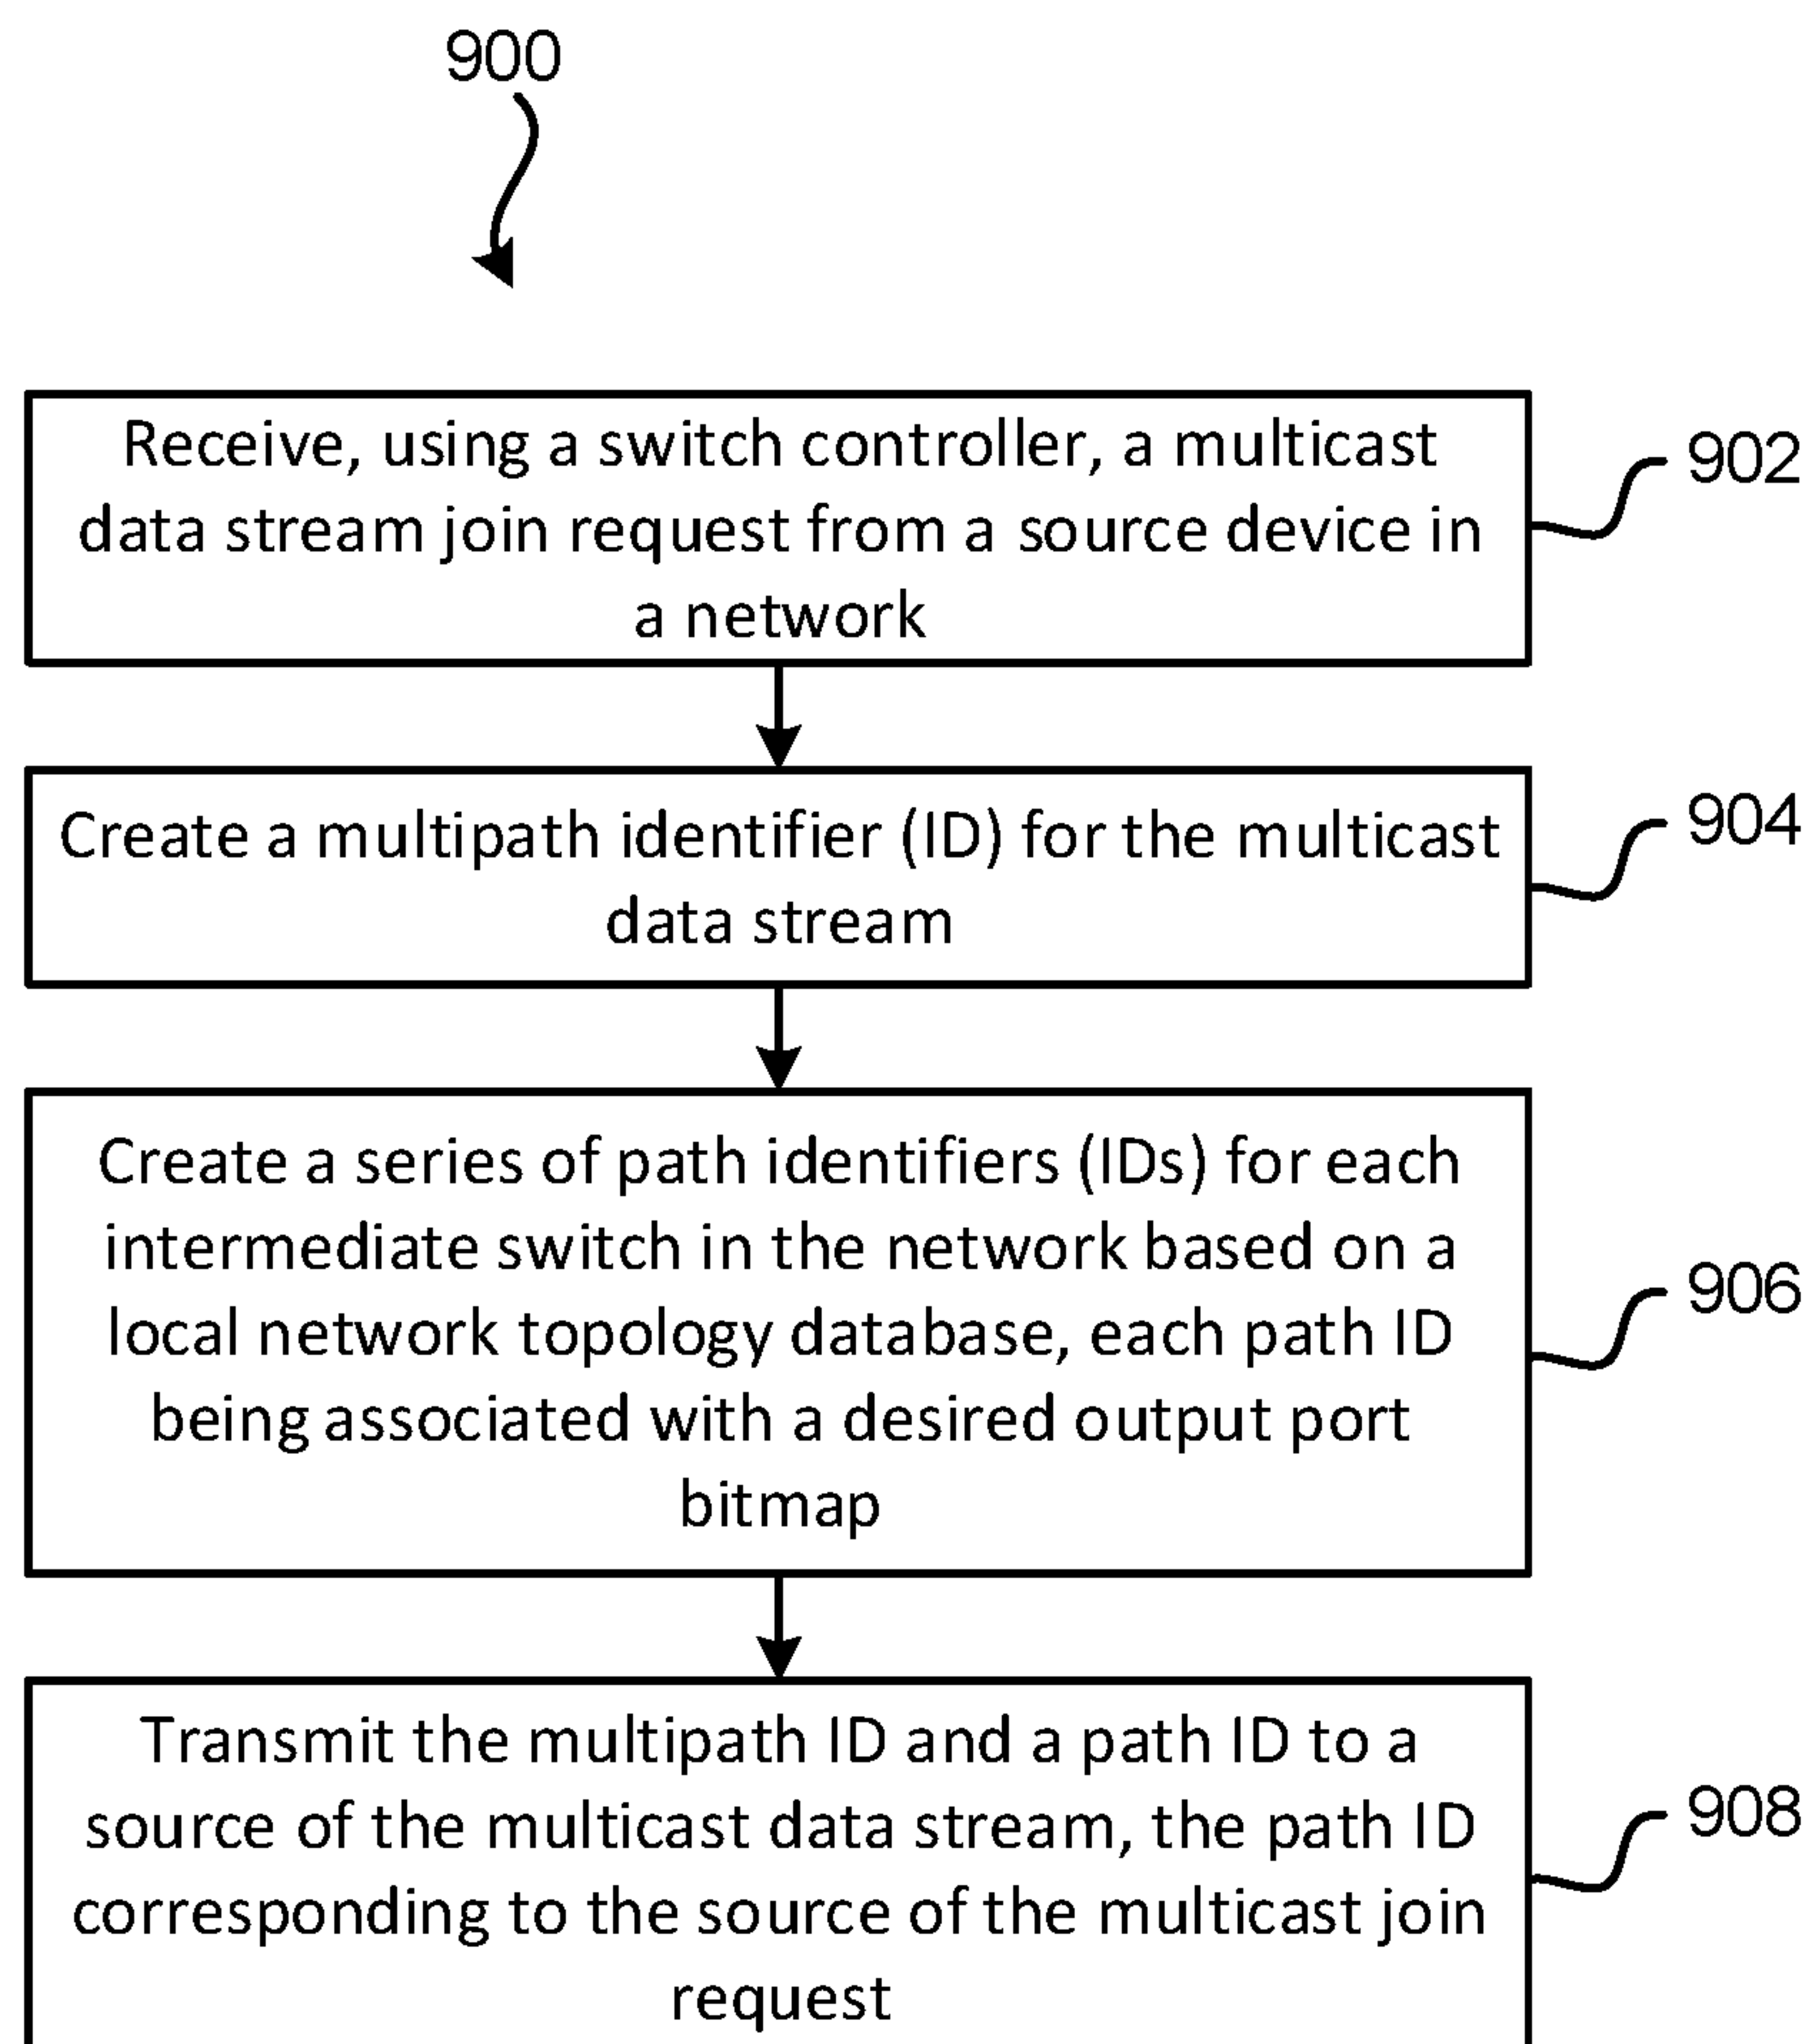 900
Receive, using a switch controller, a multicast
data stream join request from a source device in
a network
902
Create a multipath identifier (ID) for the multicast
data stream
904
Create a series of path identifiers (IDs) for each
intermediate switch in the network based on a
local network topology database, each path ID
being associated with a desired output port
bitmap
906
Transmit the multipath ID and a path ID to a
source of the multicast data stream, the path ID
corresponding to the source of the multicast join
request
908